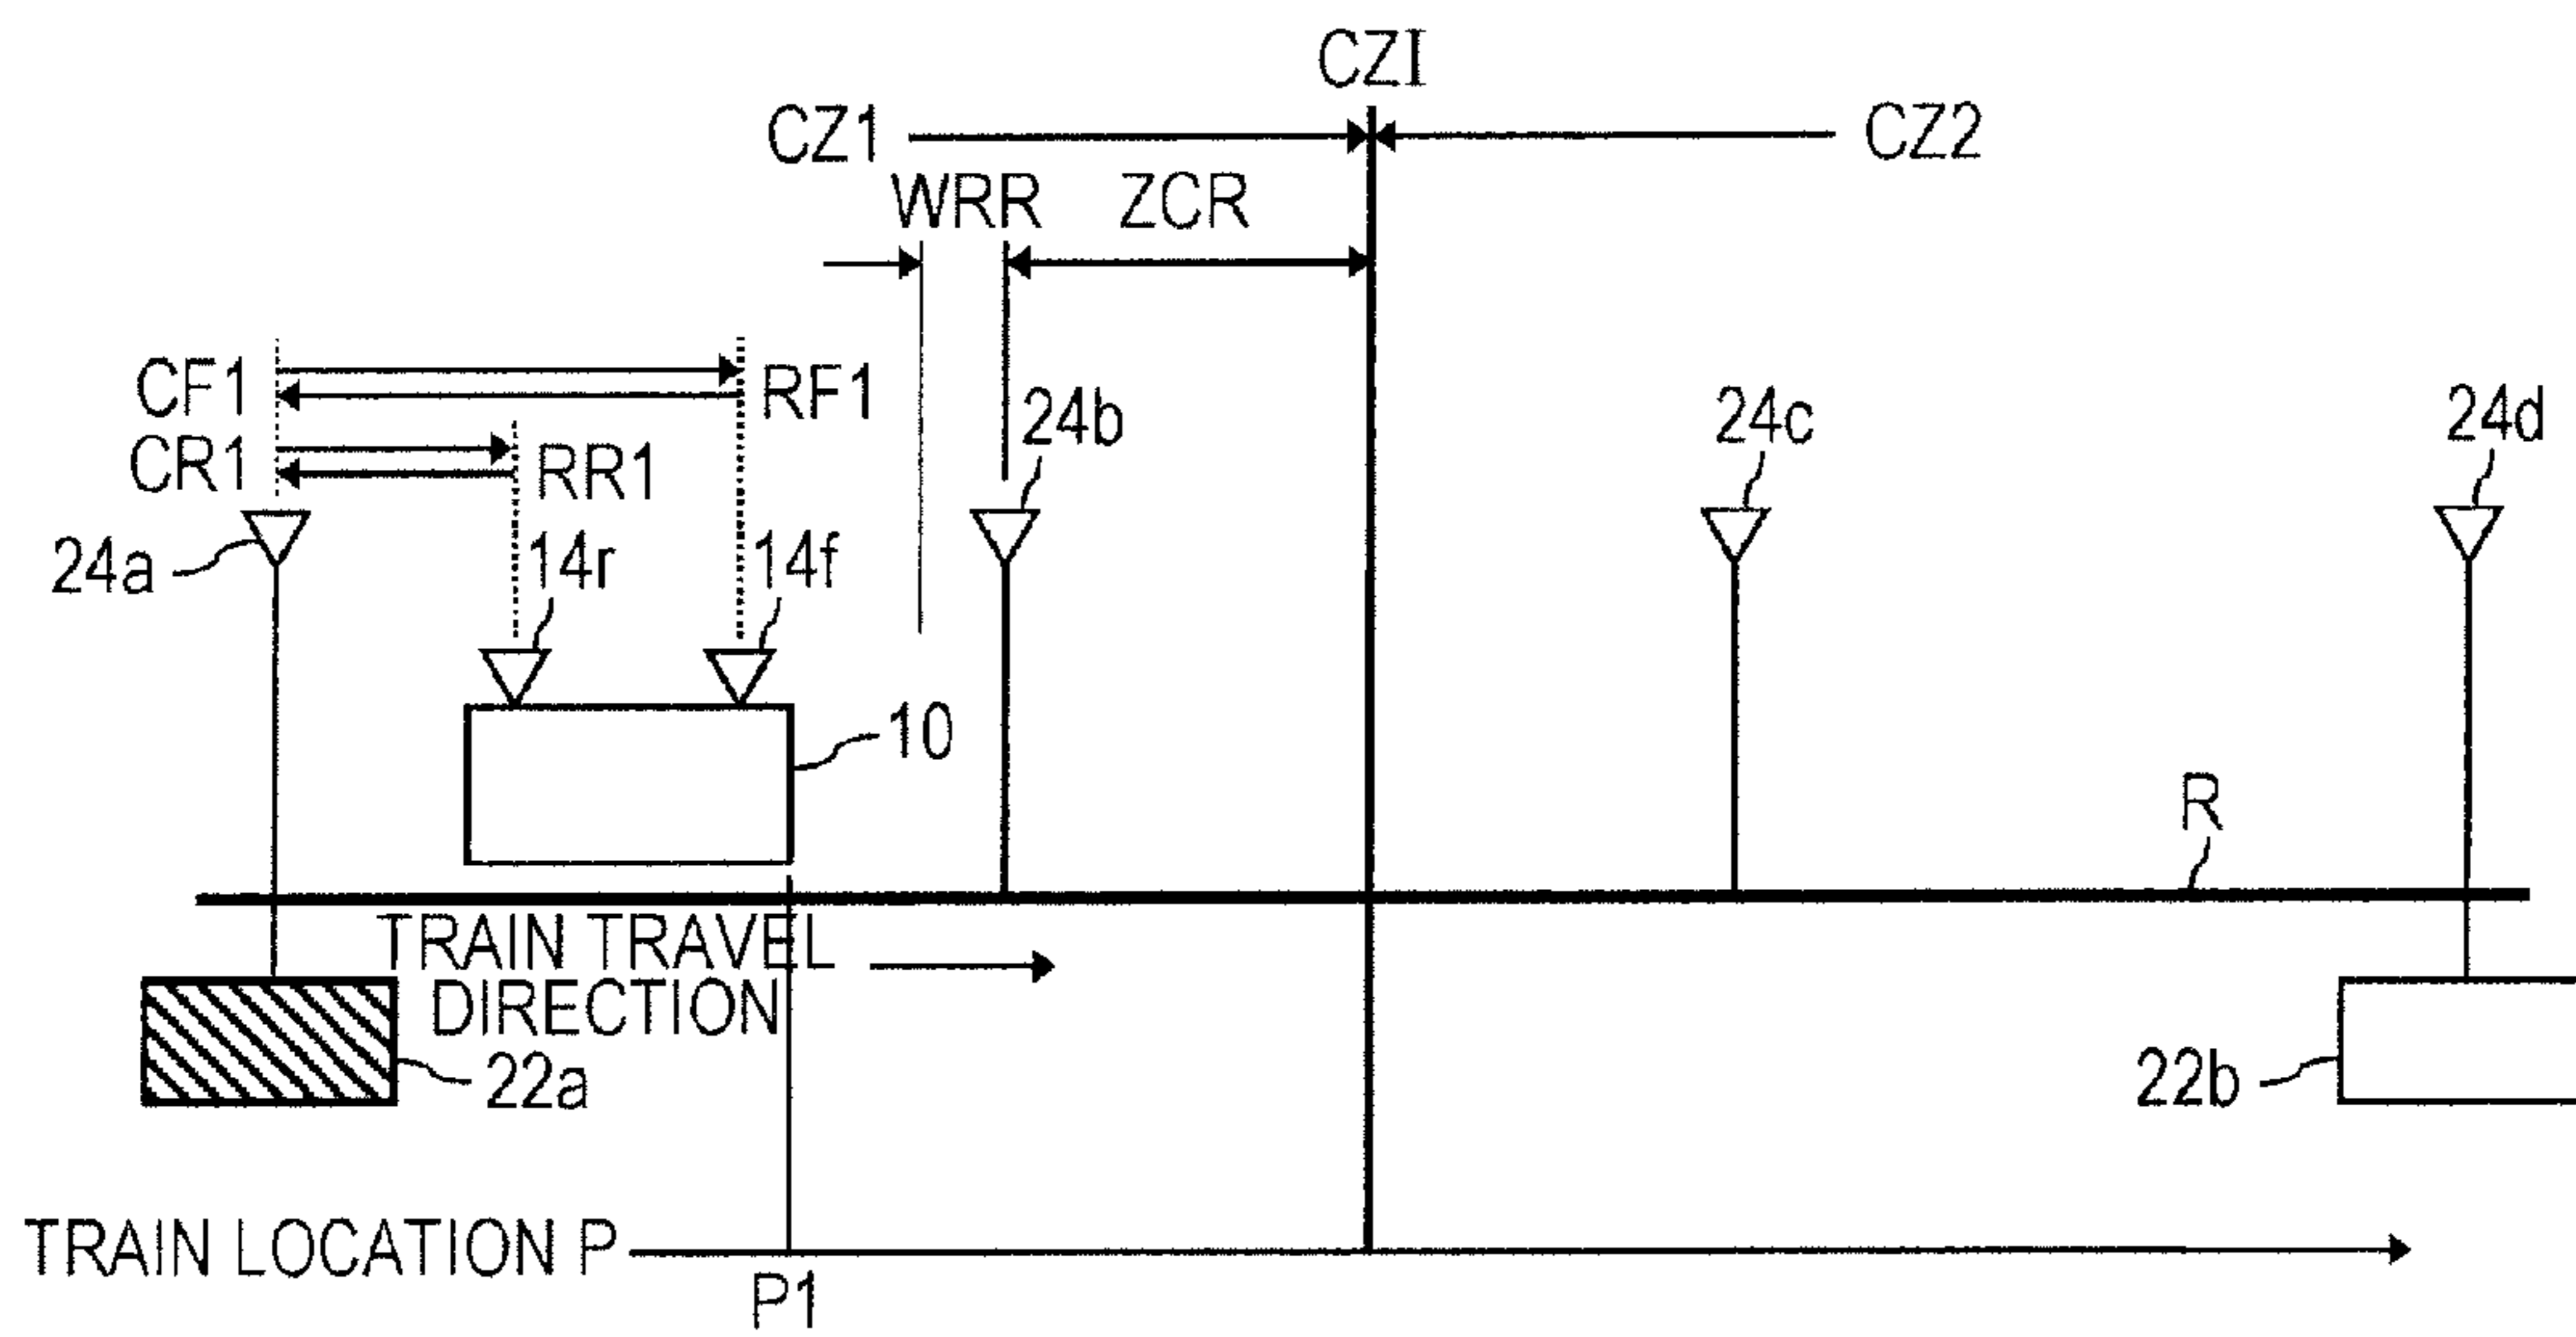 CZI
CZ1 CZ2
WRR ZCR
CF1 RF1
CR1 RR1
24b 24c 24d
24a 14r 14f
10
R
TRAIN TRAVEL
DIRECTION
22a 22b
TRAIN LOCATION P
P1